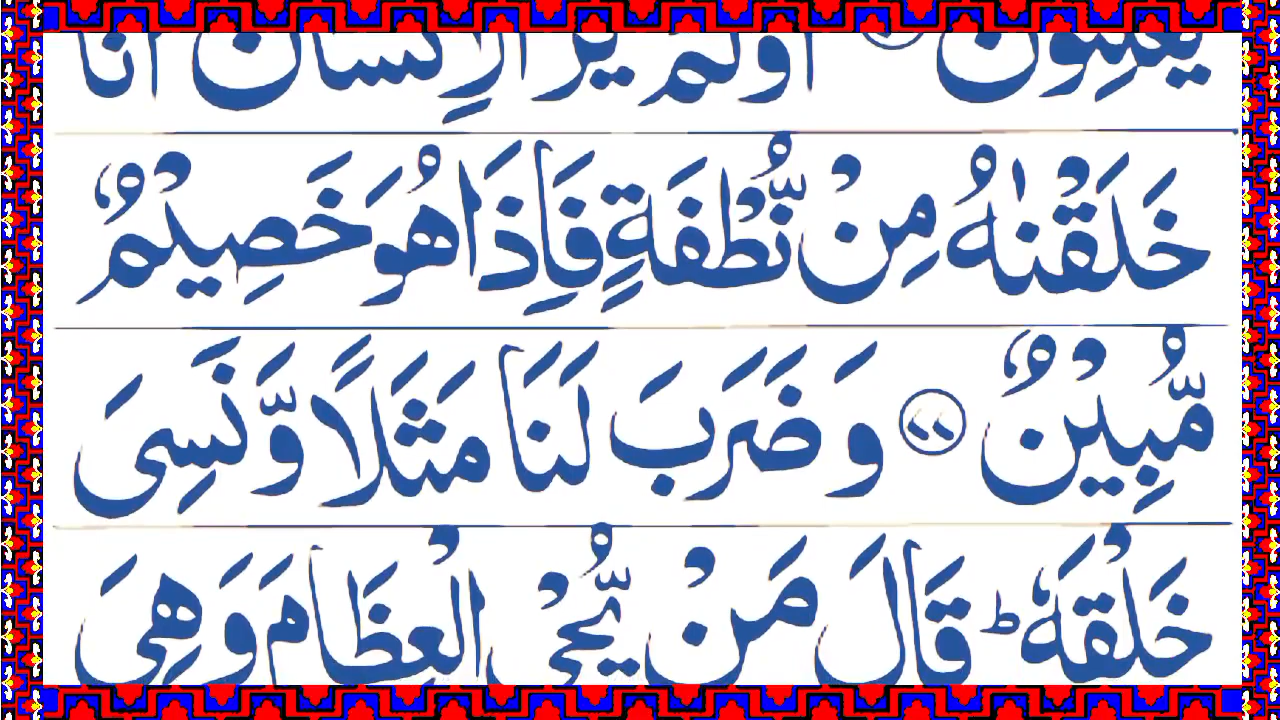 يُعْلِنُوْنَ اَوَلَمْ يَرَ الْاِنْسَانُ اَنَّا
خَلَقْنٰهُ مِنْ نُّطْفَةٍ فَاِذَا هُوَ خَصِيْمٌ
مُّبِيْنٌ وَضَرَبَ لَنَا مَثَلًا وَّنَسِىَ
خَلْقَهٗ ؕ قَالَ مَنْ يُّحْىِ الْعِظَامَ وَهِىَ